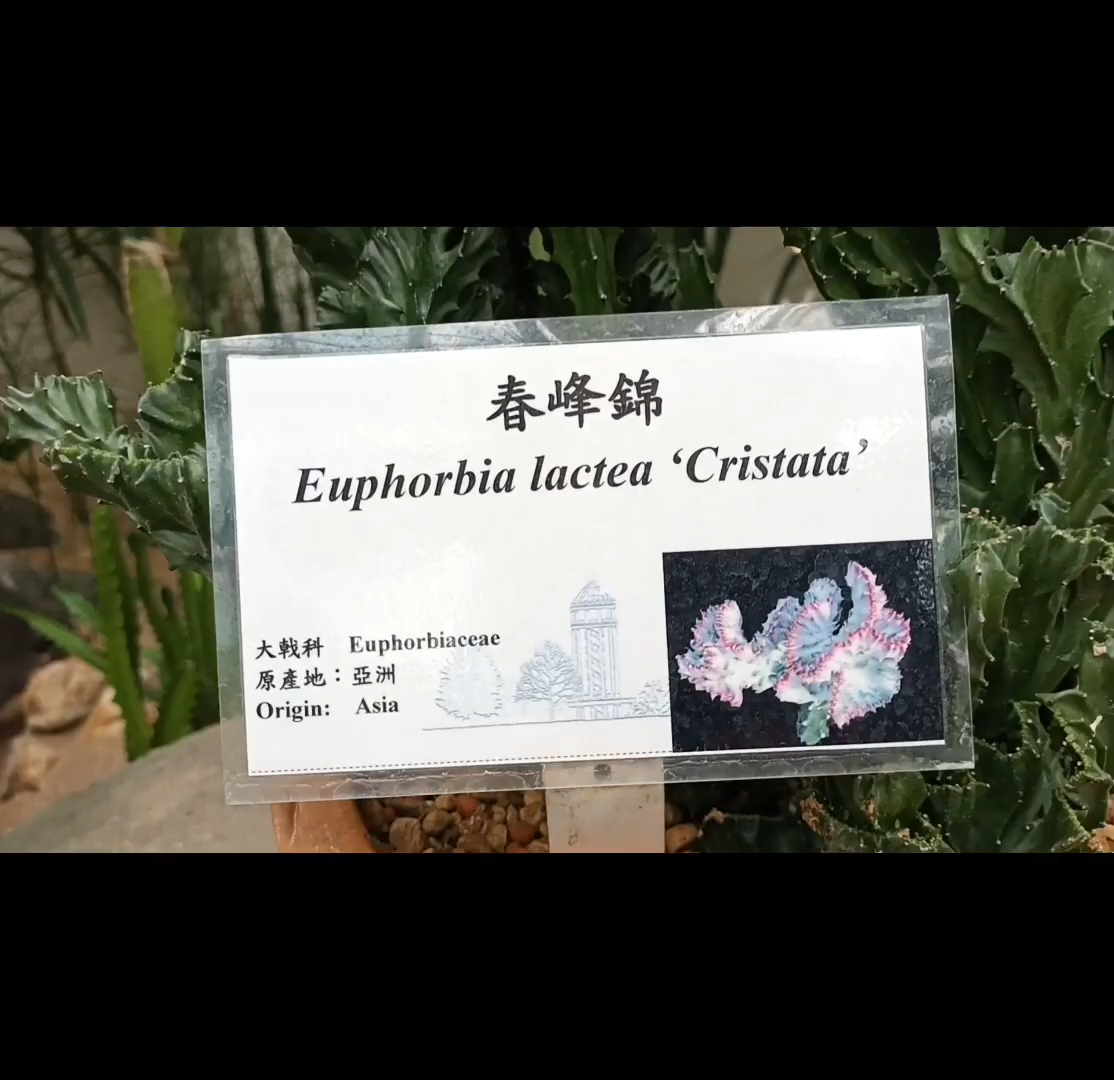 春峰錦
Euphorbia lactea ‘Cristata’
大戟科 Euphorbiaceae
原產地：亞洲
Origin: Asia